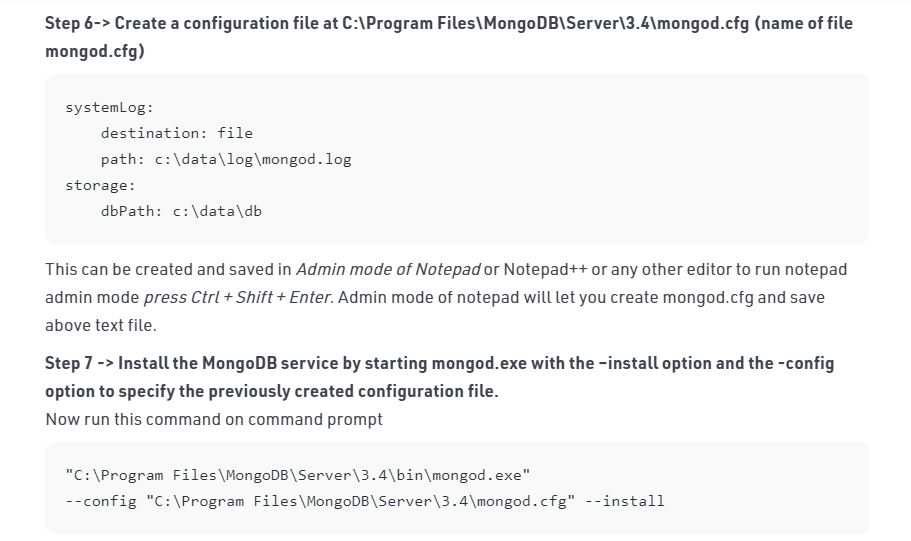 Step 6-> Create a configuration file at C:\Program Files\MongoDB\Server\3.4\mongod.cfg (name of file
mongod.cfg)
systemLog:
    destination: file
    path: c:\data\log\mongod.log
storage:
    dbPath: c:\data\db
This can be created and saved in Admin mode of Notepad or Notepad++ or any other editor to run notepad
admin mode press Ctrl + Shift + Enter. Admin mode of notepad will let you create mongod.cfg and save
above text file.
Step 7 -> Install the MongoDB service by starting mongod.exe with the –install option and the -config
option to specify the previously created configuration file.
Now run this command on command prompt
"C:\Program Files\MongoDB\Server\3.4\bin\mongod.exe"
--config "C:\Program Files\MongoDB\Server\3.4\mongod.cfg" --install